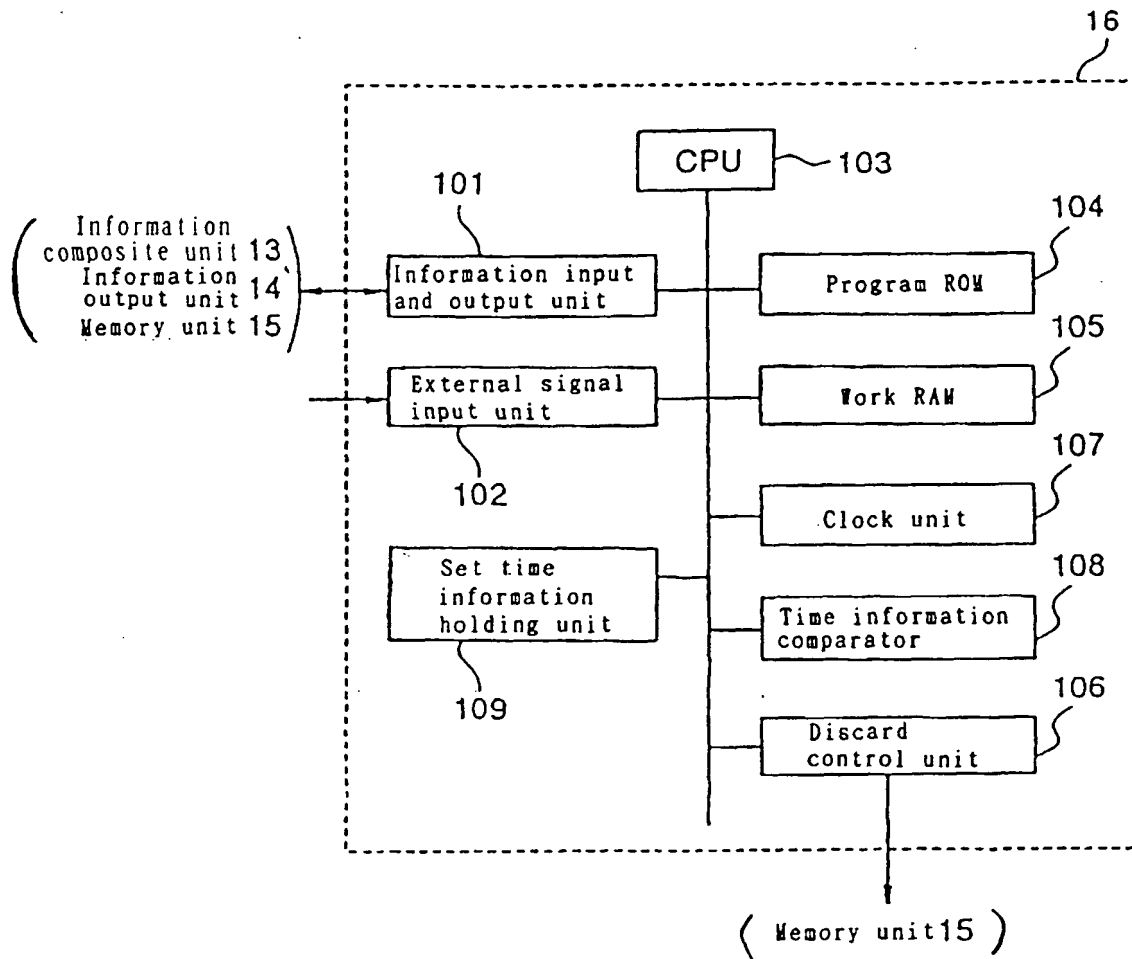 16
CPU
103
101
104
Information
composite unit 13
Information
output unit 14
Memory unit 15
Information input
and output unit
Program ROM
105
External signal
input unit
Work RAM
102
107
Clock unit
Set time
information
holding unit
108
Time information
comparator
109
106
Discard
control unit
( Memory unit 15 )